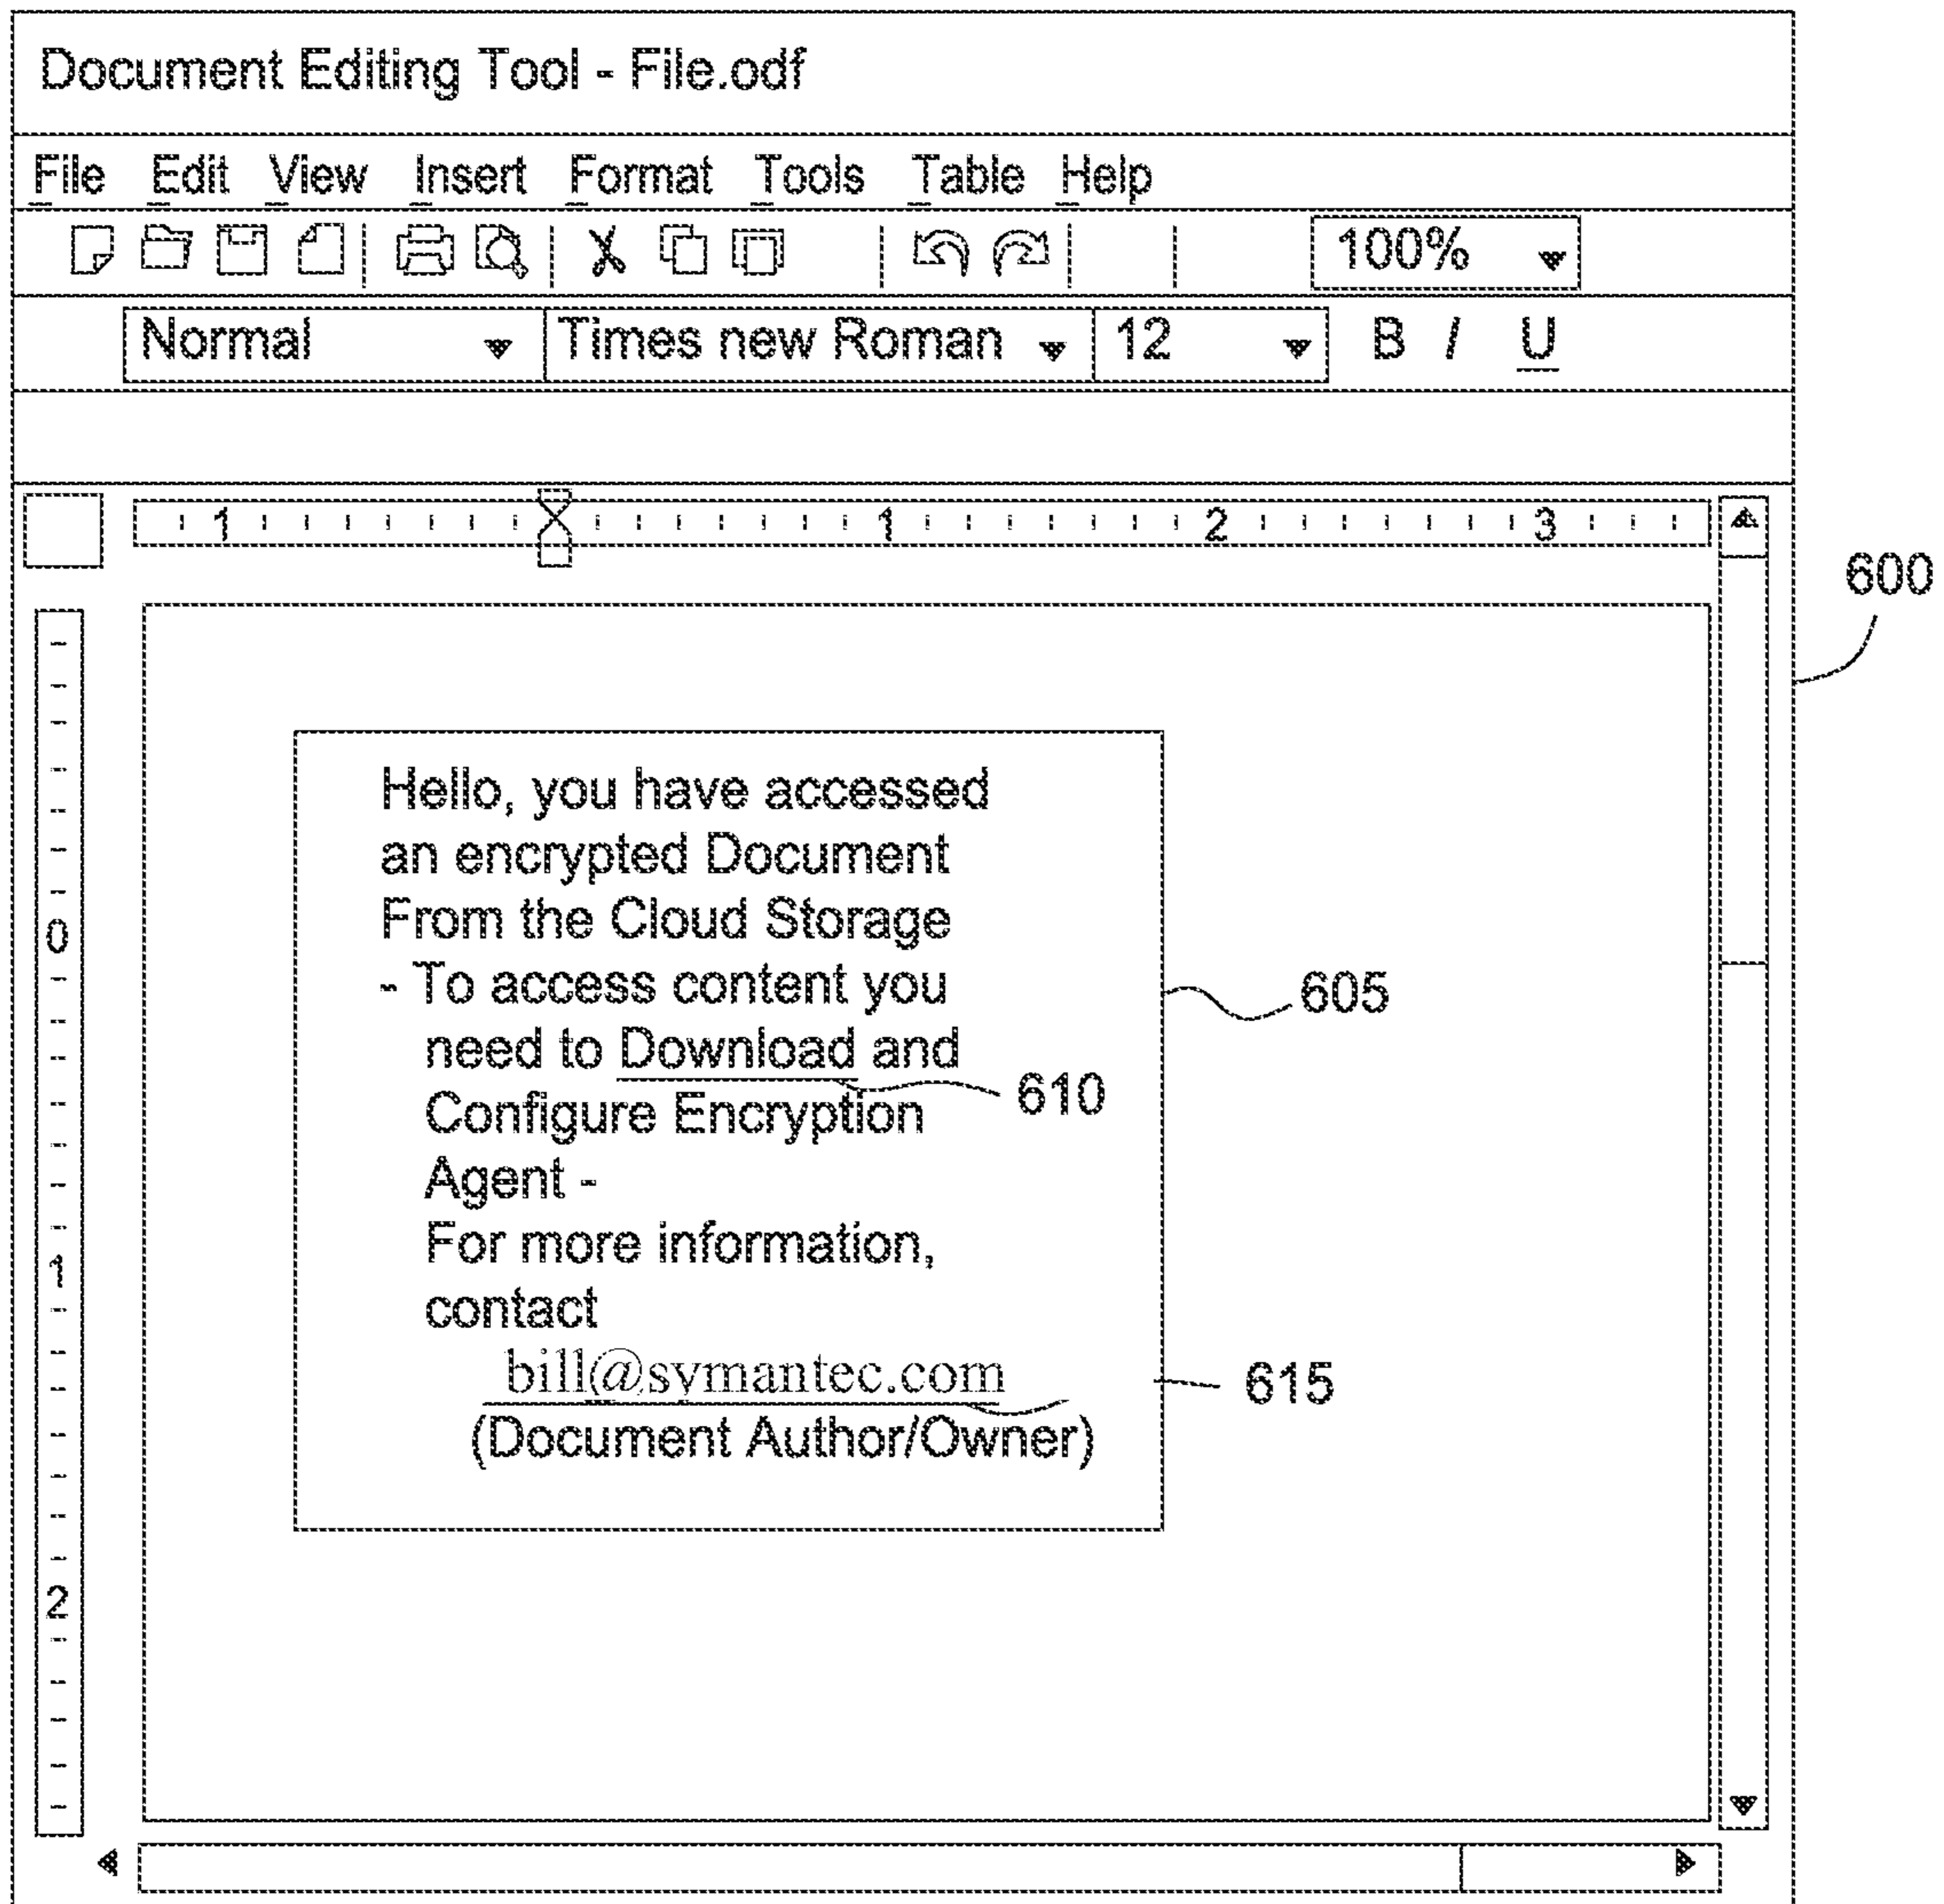 Document Editing Tool - File.odf
File Edit View Insert Format Tools Table Help
100%
Normal Times new Roman 12 B I U
1 1 2 3
600
Hello, you have accessed
an encrypted Document
From the Cloud Storage
- To access content you
need to Download and
Configure Encryption
Agent -
For more information,
contact
bill@symantec.com
(Document Author/Owner)
605
610
615
0
1
2